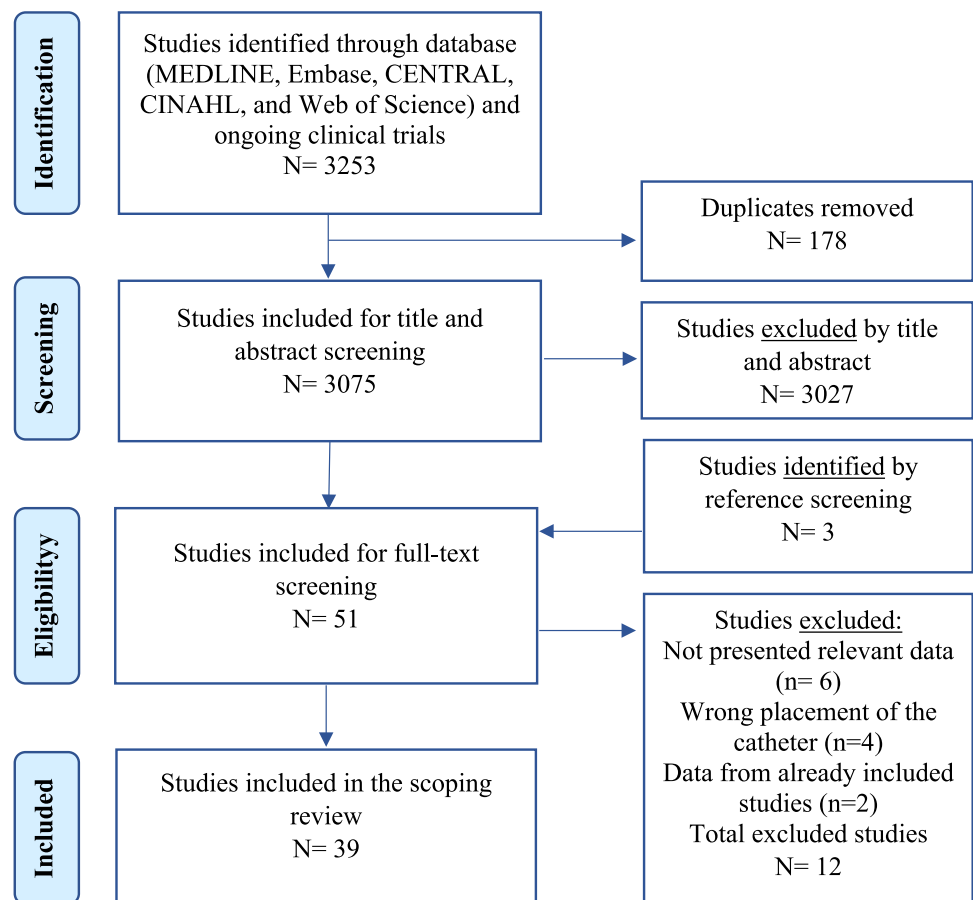 Identification
Studies identified through database
(MEDLINE, Embase, CENTRAL,
CINAHL, and Web of Science) and
ongoing clinical trials
N= 3253
Duplicates removed
N= 178
Screening
Studies included for title and
abstract screening
N= 3075
Studies excluded by title
and abstract
N= 3027
Studies identified by
reference screening
N= 3
Eligibilityy
Studies included for full-text
screening
N= 51
Studies excluded:
Not presented relevant data
(n= 6)
Wrong placement of the
catheter (n=4)
Data from already included
studies (n=2)
Total excluded studies
N= 12
Included
Studies included in the scoping
review
N= 39